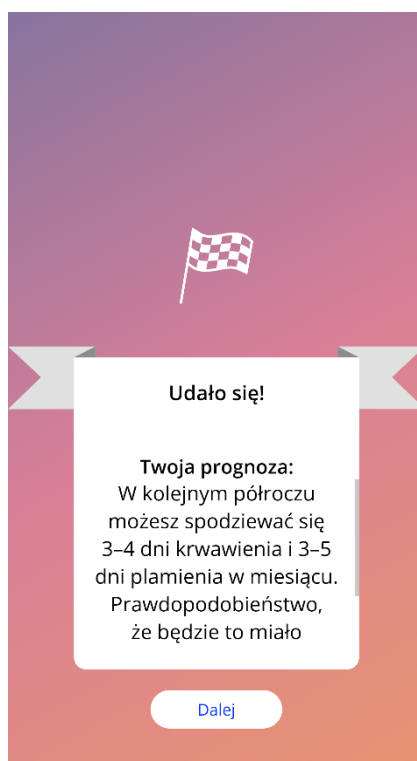 Udało się!
Twoja prognoza:
W kolejnym półroczu
możesz spodziewać się
3–4 dni krwawienia i 3–5
dni plamienia w miesiącu.
Prawdopodobieństwo,
że będzie to miało
Dalej